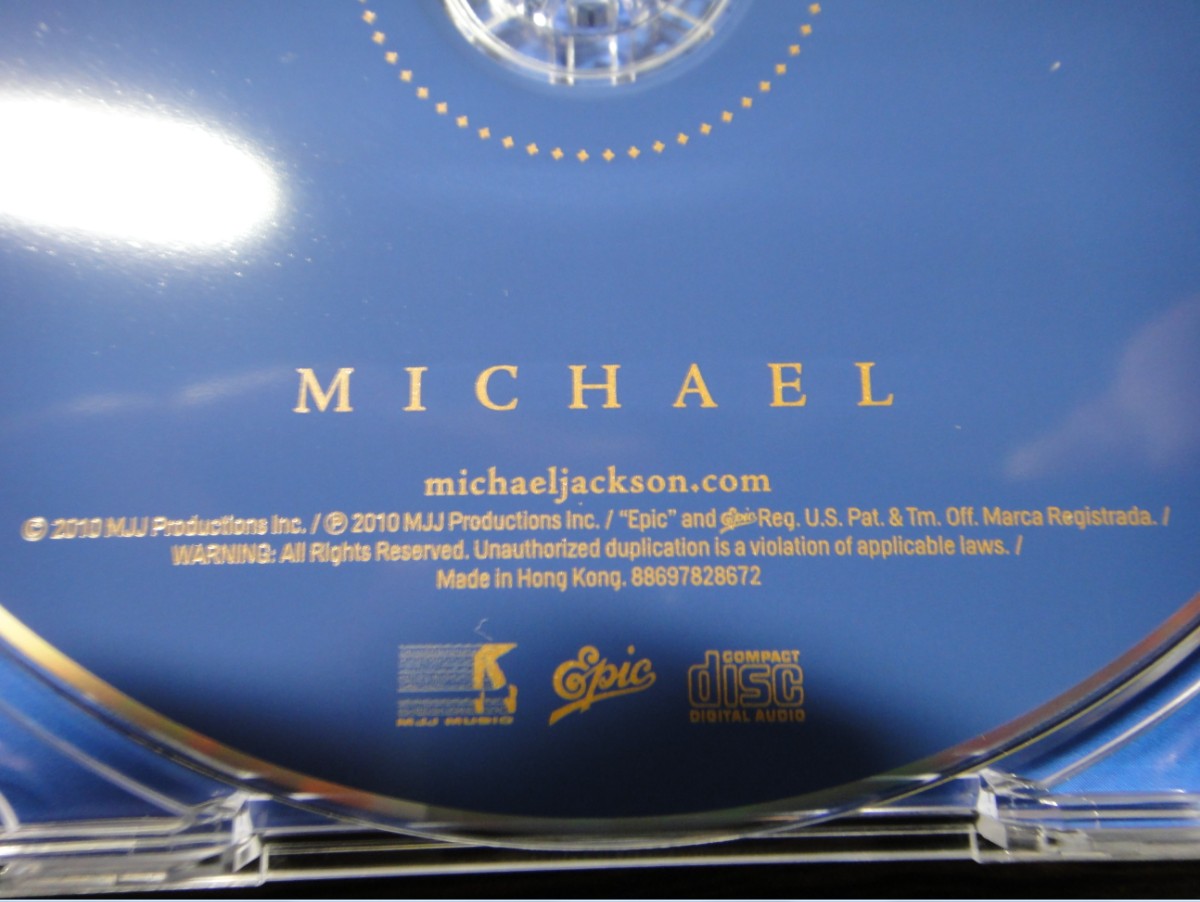 MICHAEL
michaeljackson.com
© 2010 MJJ Productions Inc. / ℗ 2010 MJJ Productions Inc. / “Epic” and Epic Reg. U.S. Pat. & Tm. Off. Marca Registrada. /
WARNING: All Rights Reserved. Unauthorized duplication is a violation of applicable laws. /
Made in Hong Kong. 88697828672
MJJ MUSIC
Epic
COMPACT
disc
DIGITAL AUDIO